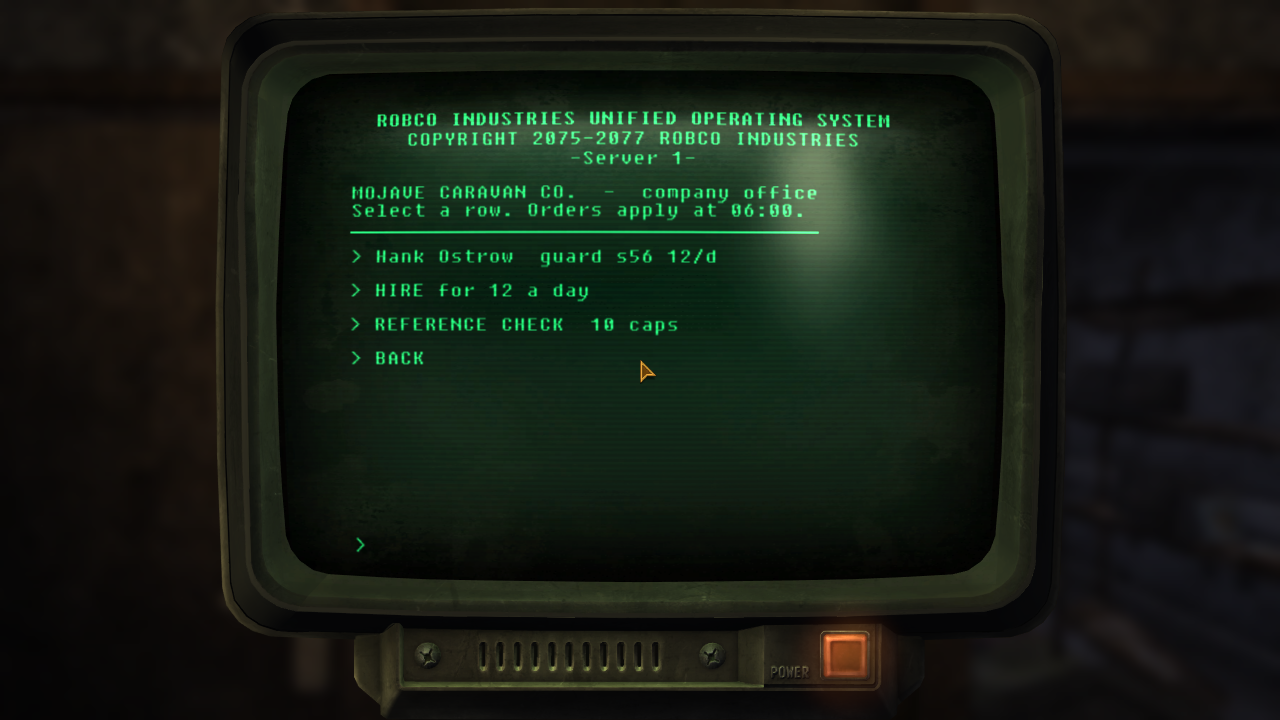 ROBCO INDUSTRIES UNIFIED OPERATING SYSTEM
COPYRIGHT 2075-2077 ROBCO INDUSTRIES
-Server 1-
MOJAVE CARAVAN CO. - company office
Select a row. Orders apply at 06:00.
> Hank Ostrow guard s56 12/d
> HIRE for 12 a day
> REFERENCE CHECK 10 caps
> BACK
>
POWER